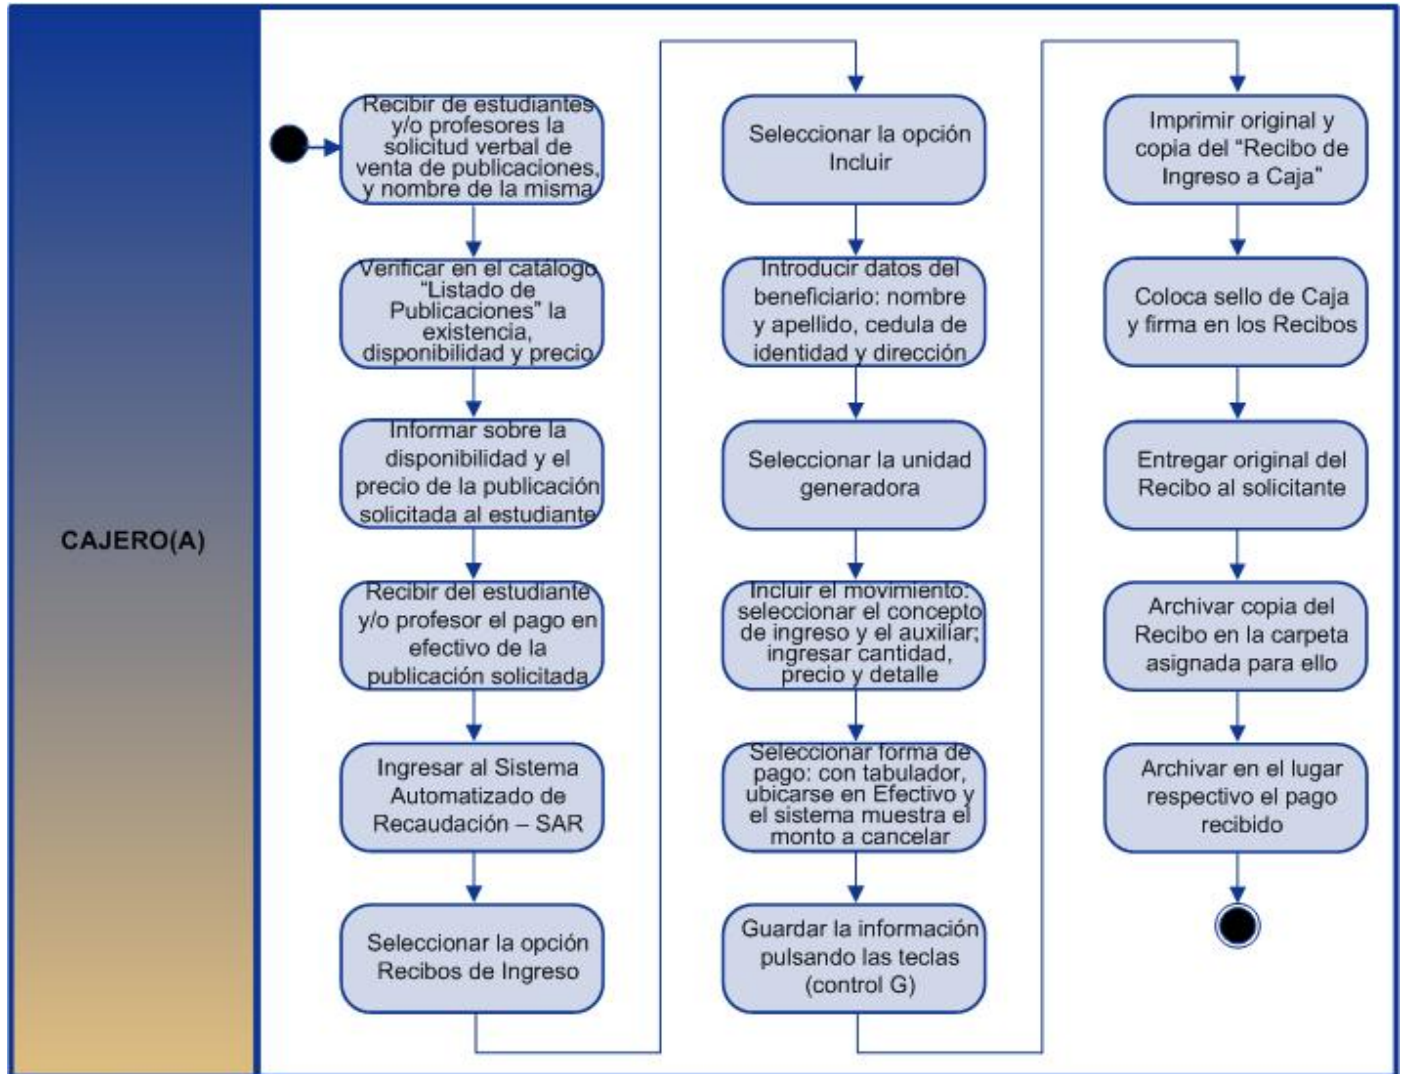 CAJERO(A)
Recibir de estudiantes
y/o profesores la
solicitud verbal de
venta de publicaciones,
y nombre de la misma
Verificar en el catálogo
“Listado de
Publicaciones” la
existencia,
disponibilidad y precio
Informar sobre la
disponibilidad y el
precio de la publicación
solicitada al estudiante
Recibir del estudiante
y/o profesor el pago en
efectivo de la
publicación solicitada
Ingresar al Sistema
Automatizado de
Recaudación – SAR
Seleccionar la opción
Recibos de Ingreso
Seleccionar la opción
Incluir
Introducir datos del
beneficiario: nombre
y apellido, cedula de
identidad y dirección
Seleccionar la unidad
generadora
Incluir el movimiento:
seleccionar el concepto
de ingreso y el auxiliar;
ingresar cantidad,
precio y detalle
Seleccionar forma de
pago: con tabulador,
ubicarse en Efectivo y
el sistema muestra el
monto a cancelar
Guardar la información
pulsando las teclas
(control G)
Imprimir original y
copia del “Recibo de
Ingreso a Caja”
Coloca sello de Caja
y firma en los Recibos
Entregar original del
Recibo al solicitante
Archivar copia del
Recibo en la carpeta
asignada para ello
Archivar en el lugar
respectivo el pago
recibido